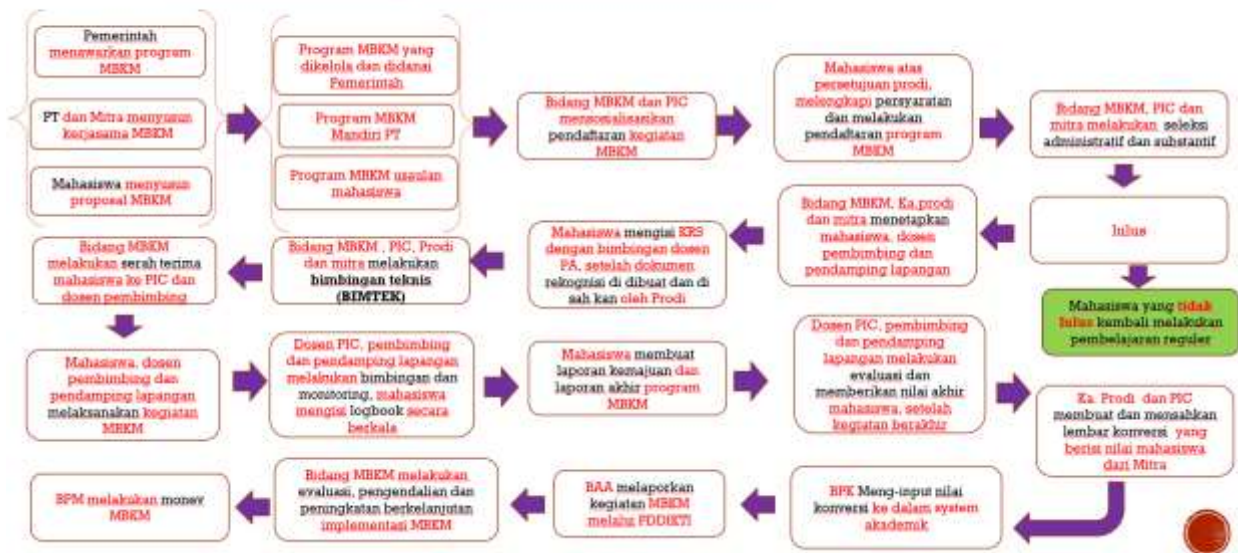 Pemerintah
menawarkan program
MBKM
PT dan Mitra menyusun
kerjasama MBKM
Mahasiswa menyusun
proposal MBKM
Program MBKM yang
dikelola dan didanai
Pemerintah
Program MBKM
Mandiri PT
Program MBKM usulan
mahasiswa
Bidang MBKM dan PIC
mensosialisasikan
pendaftaran kegiatan
MBKM
Mahasiswa atas
persetujuan prodi,
melengkapi persyaratan
dan melakukan
pendaftaran program
MBKM
Bidang MBKM, PIC dan
mitra melakukan seleksi
administratif dan substantif
lulus
Mahasiswa yang tidak
lulus kembali melakukan
pembelajaran reguler
Bidang MBKM, Ka.prodi
dan mitra menetapkan
mahasiswa, dosen
pembimbing dan
pendamping lapangan
Mahasiswa mengisi KRS
dengan bimbingan dosen
PA, setelah dokumen
rekognisi di dibuat dan di
sah kan oleh Prodi
Bidang MBKM , PIC, Prodi
dan mitra melakukan
bimbingan teknis
(BIMTEK)
Bidang MBKM
melakukan serah terima
mahasiswa ke PIC dan
dosen pembimbing
Mahasiswa, dosen
pembimbing dan
pendamping lapangan
melaksanakan kegiatan
MBKM
Dosen PIC, pembimbing
dan pendamping lapangan
melakukan bimbingan dan
monitoring, mahasiswa
mengisi logbook secara
berkala
Mahasiswa membuat
laporan kemajuan dan
laporan akhir program
MBKM
Dosen PIC, pembimbing
dan pendamping
lapangan melakukan
evaluasi dan
memberikan nilai akhir
mahasiswa, setelah
kegiatan berakhir
Ka. Prodi dan PIC
membuat dan mensahkan
lembar konversi yang
berisi nilai mahasiswa
dari Mitra
BPK Meng-input nilai
konversi ke dalam system
akademik
BAA melaporkan
kegiatan MBKM
melalui PDDIKTI
Bidang MBKM melakukan
evaluasi, pengendalian dan
peningkatan berkelanjutan
implementasi MBKM
BPM melakukan monev
MBKM